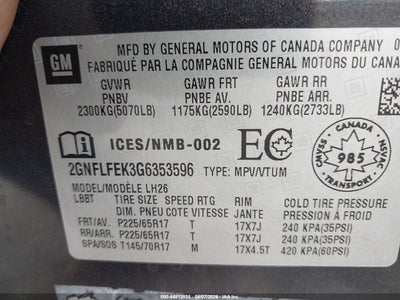 GM
BY GENERAL MOTORS OF CANADA COMPANY 0
FABRIQUÉ PAR LA COMPAGNIE GENERAL MOTORS DU CANADA
GVWR GAWR FRT GAWR RR
PNBV PNBE AV. PNBE ARR.
2300KG(5070LB) 1175KG(2590LB) 1240KG(2733LB)
ICES/NMB-002 EC
CANADA
CMVSS 985 NSVAC
TRANSPORT
2GNFLFEK3G6353596 TYPE: MPV/VTUM
MODEL/MODÈLE LH26
LBBT TIRE SIZE SPEED RTG RIM COLD TIRE PRESSURE
DIM. PNEU COTE VITESSE JANTE PRESSION À FROID
FRT/AV. P225/65R17 T 17X7J 240 KPA(35PSI)
RR/ARR. P225/65R17 T 17X7J 240 KPA(35PSI)
SPA/SOS T145/70R17 M 17X4.5T 420 KPA(60PSI)